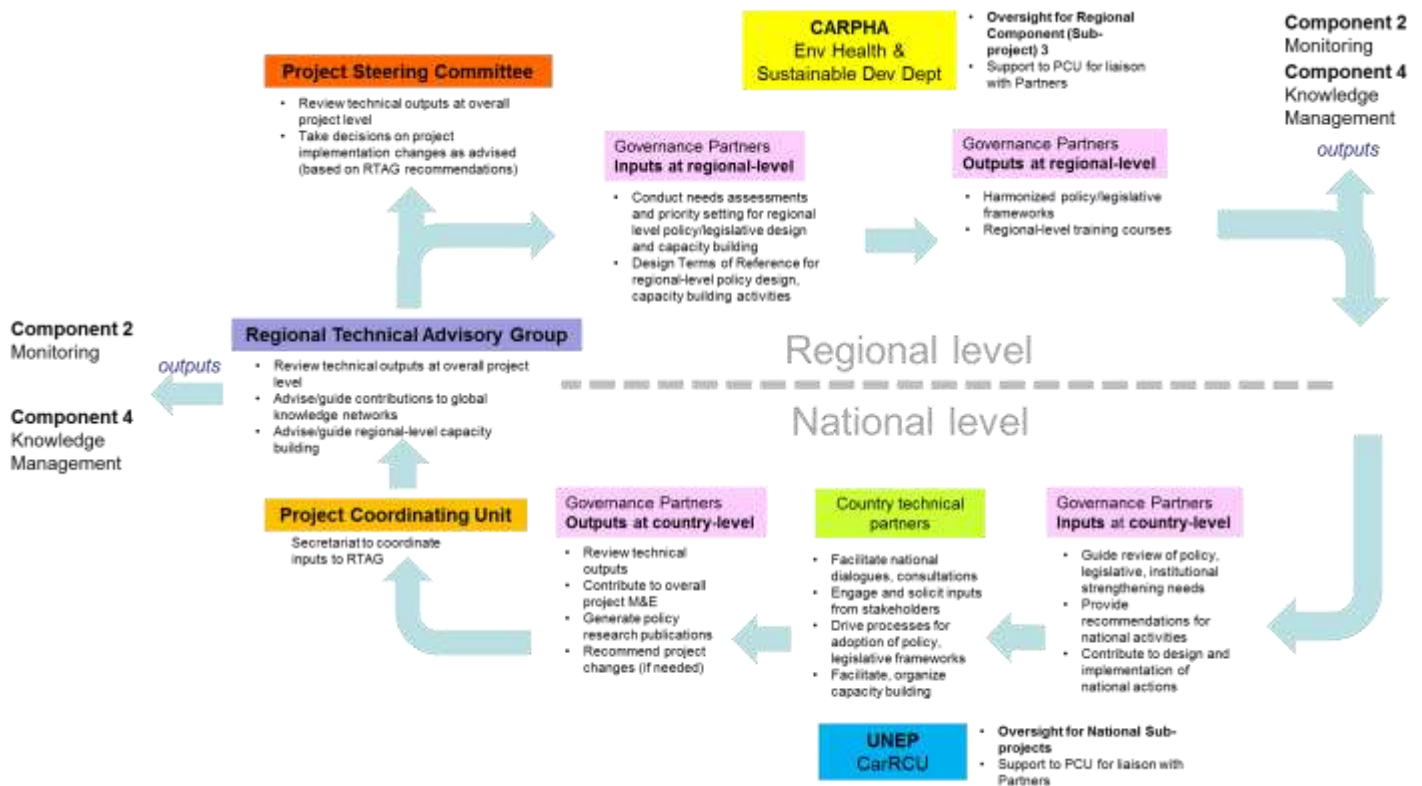 CARPHA
Env Health &
Sustainable Dev Dept
• Oversight for Regional
Component (Sub-
project) 3
• Support to PCU for liaison
with Partners
Component 2
Monitoring
Component 4
Knowledge
Management
outputs
Project Steering Committee
• Review technical outputs at overall
project level
• Take decisions on project
implementation changes as advised
(based on RTAG recommendations)
Governance Partners
Inputs at regional-level
• Conduct needs assessments
and priority setting for regional
level policy/legislative design
and capacity building
• Design Terms of Reference for
regional-level policy design,
capacity building activities
Governance Partners
Outputs at regional-level
• Harmonized policy/legislative
frameworks
• Regional-level training courses
Component 2
Monitoring
outputs
Component 4
Knowledge
Management
Regional Technical Advisory Group
• Review technical outputs at overall project
level
• Advise/guide contributions to global
knowledge networks
• Advise/guide regional-level capacity
building
Regional level
National level
Project Coordinating Unit
Secretariat to coordinate
inputs to RTAG
Governance Partners
Outputs at country-level
• Review technical
outputs
• Contribute to overall
project M&E
• Generate policy
research publications
• Recommend project
changes (if needed)
Country technical
partners
• Facilitate national
dialogues, consultations
• Engage and solicit inputs
from stakeholders
• Drive processes for
adoption of policy,
legislative frameworks
• Facilitate, organize
capacity building
Governance Partners
Inputs at country-level
• Guide review of policy,
legislative, institutional
strengthening needs
• Provide
recommendations for
national activities
• Contribute to design and
implementation of
national actions
UNEP
CarRCU
• Oversight for National Sub-
projects
• Support to PCU for liaison with
Partners